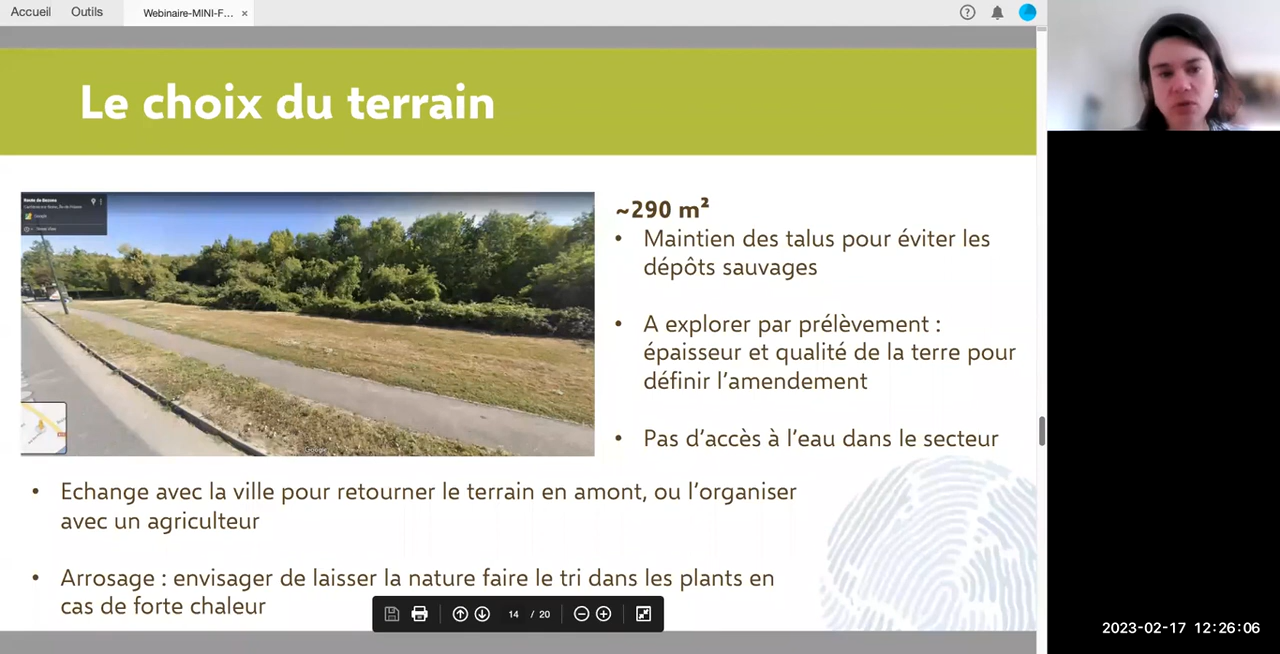 Accueil Outils Webinaire-MINI-F... ×
Le choix du terrain
Google
Google
~290 m²
• Maintien des talus pour éviter les
dépôts sauvages
• A explorer par prélèvement :
épaisseur et qualité de la terre pour
définir l'amendement
• Pas d'accès à l'eau dans le secteur
• Echange avec la ville pour retourner le terrain en amont, ou l'organiser
avec un agriculteur
• Arrosage : envisager de laisser la nature faire le tri dans les plants en
cas de forte chaleur
14 / 20
2023-02-17 12:26:06